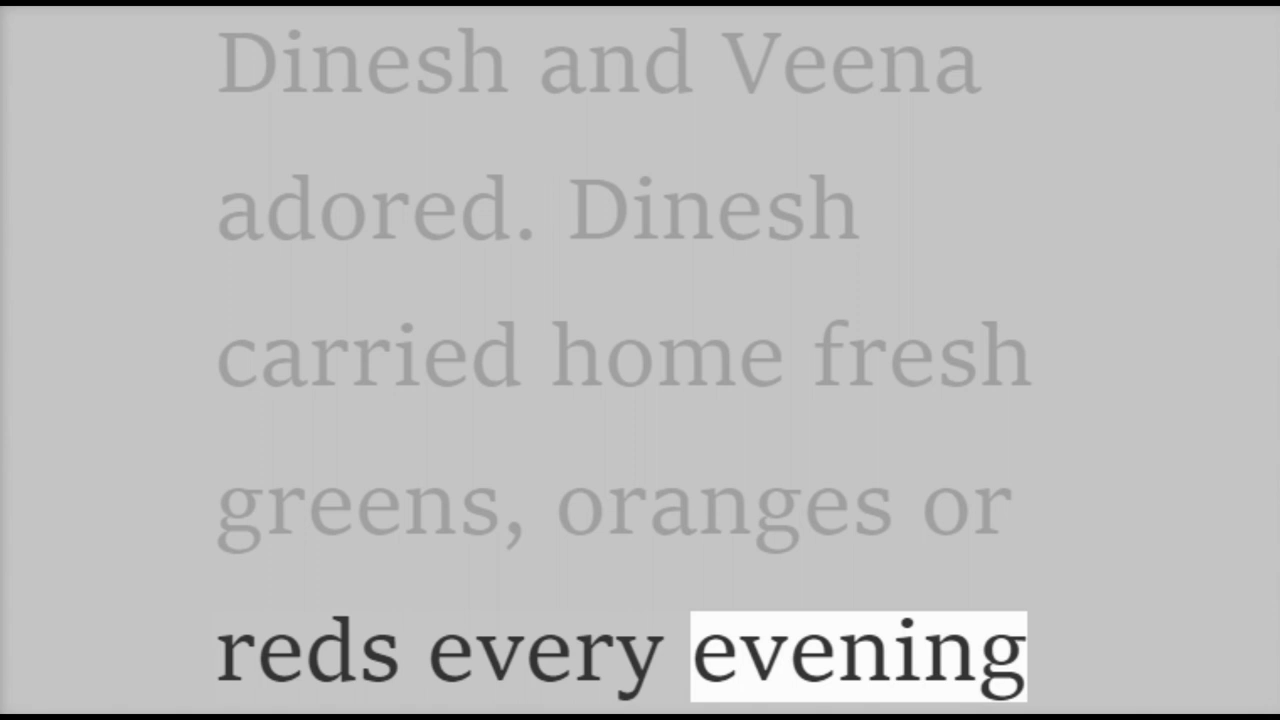 Dinesh and Veena
adored. Dinesh
carried home fresh
greens, oranges or
reds every evening